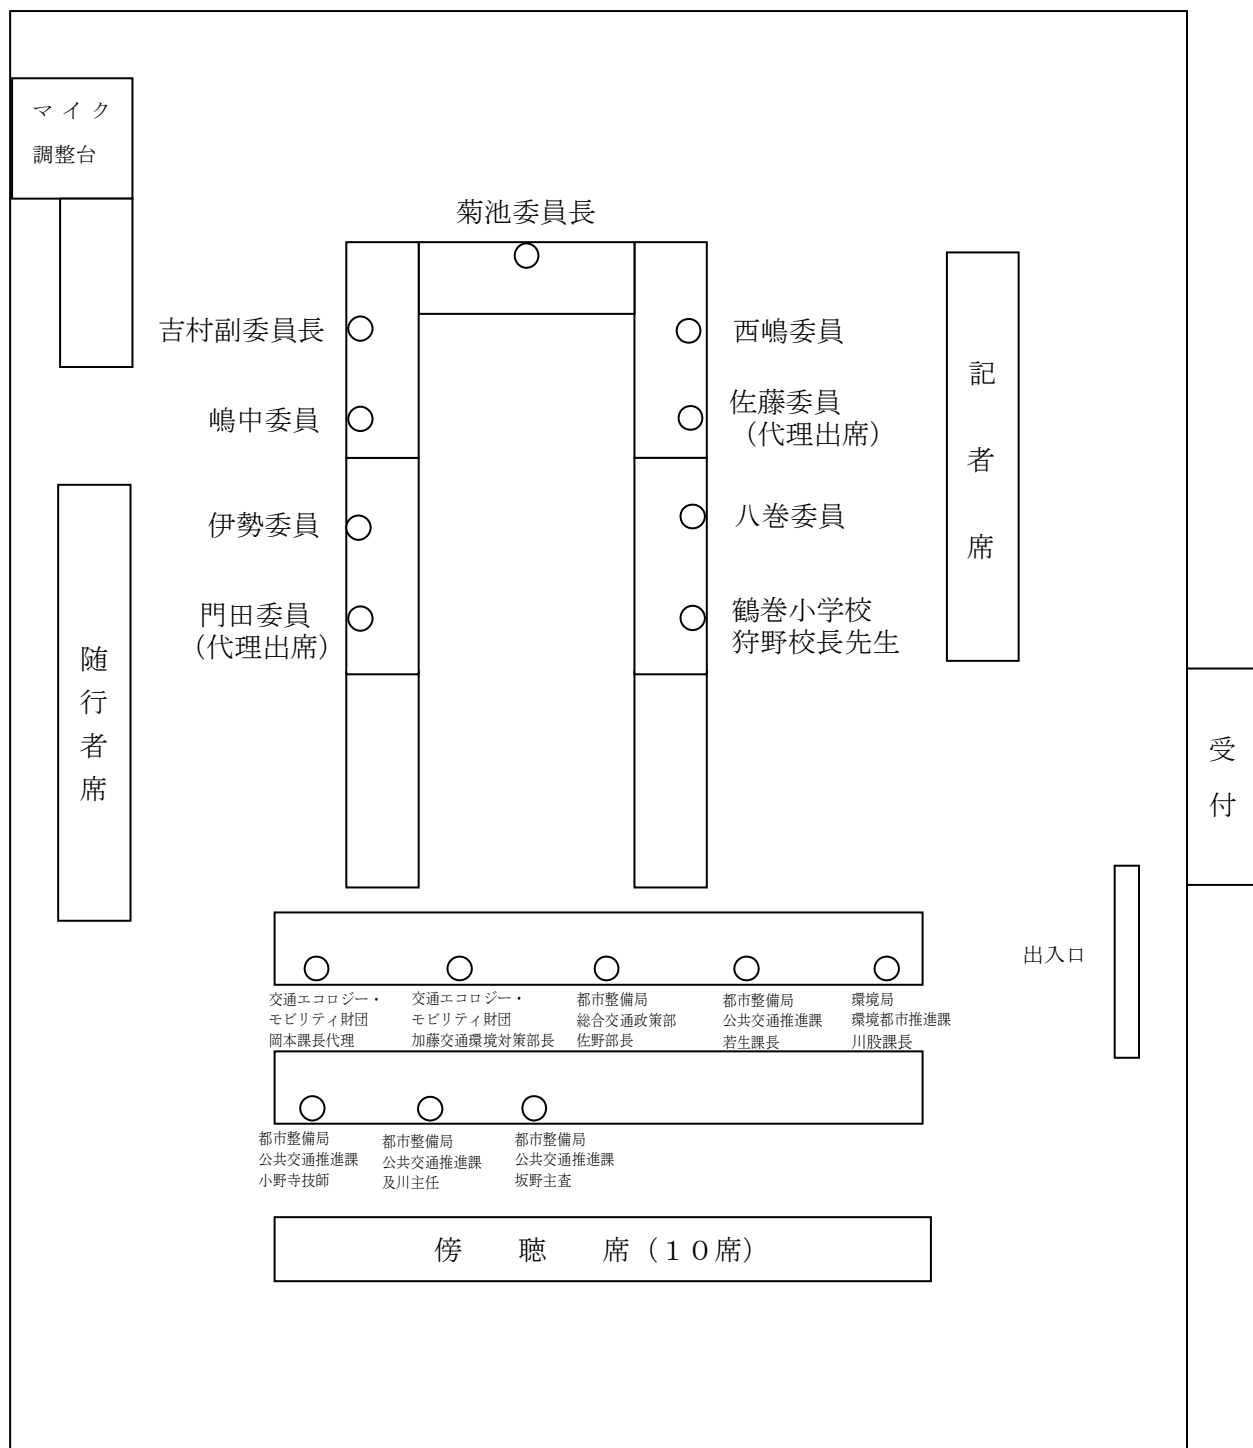 マイク
調整台
菊池委員長
吉村副委員長
西嶋委員
嶋中委員
佐藤委員
（代理出席）
伊勢委員
八巻委員
門田委員
（代理出席）
鶴巻小学校
狩野校長先生
記者席
随行者席
受付
出入口
交通エコロジー・
モビリティ財団
岡本課長代理
交通エコロジー・
モビリティ財団
加藤交通環境対策部長
都市整備局
総合交通政策部
佐野部長
都市整備局
公共交通推進課
若生課長
環境局
環境都市推進課
川股課長
都市整備局
公共交通推進課
小野寺技師
都市整備局
公共交通推進課
及川主任
都市整備局
公共交通推進課
坂野主査
傍　聴　席（１０席）